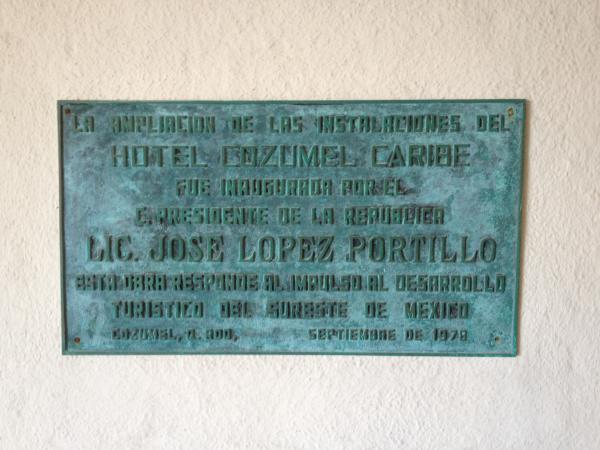 LA AMPLIACION DE LAS INSTALACIONES DEL
HOTEL COZUMEL CARIBE
FUE INAUGURADA POR EL
C. PRESIDENTE DE LA REPUBLICA
LIC. JOSE LOPEZ PORTILLO
ESTA OBRA RESPONDE AL IMPULSO AL DESARROLLO
TURISTICO DEL SURESTE DE MEXICO
COZUMEL, Q. ROO, SEPTIEMBRE DE 1978